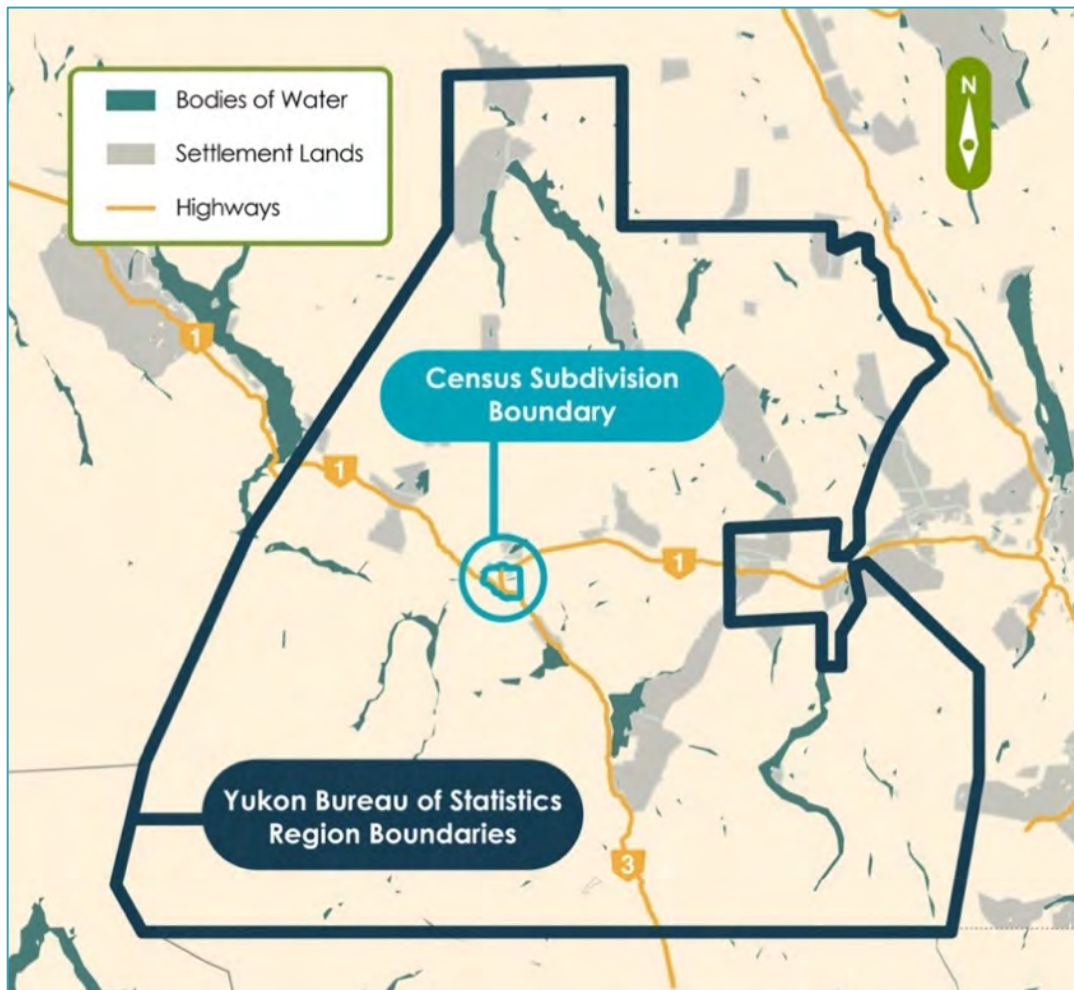 Bodies of Water
Settlement Lands
Highways
N
1
Census Subdivision
Boundary
1
1
Yukon Bureau of Statistics
Region Boundaries
3